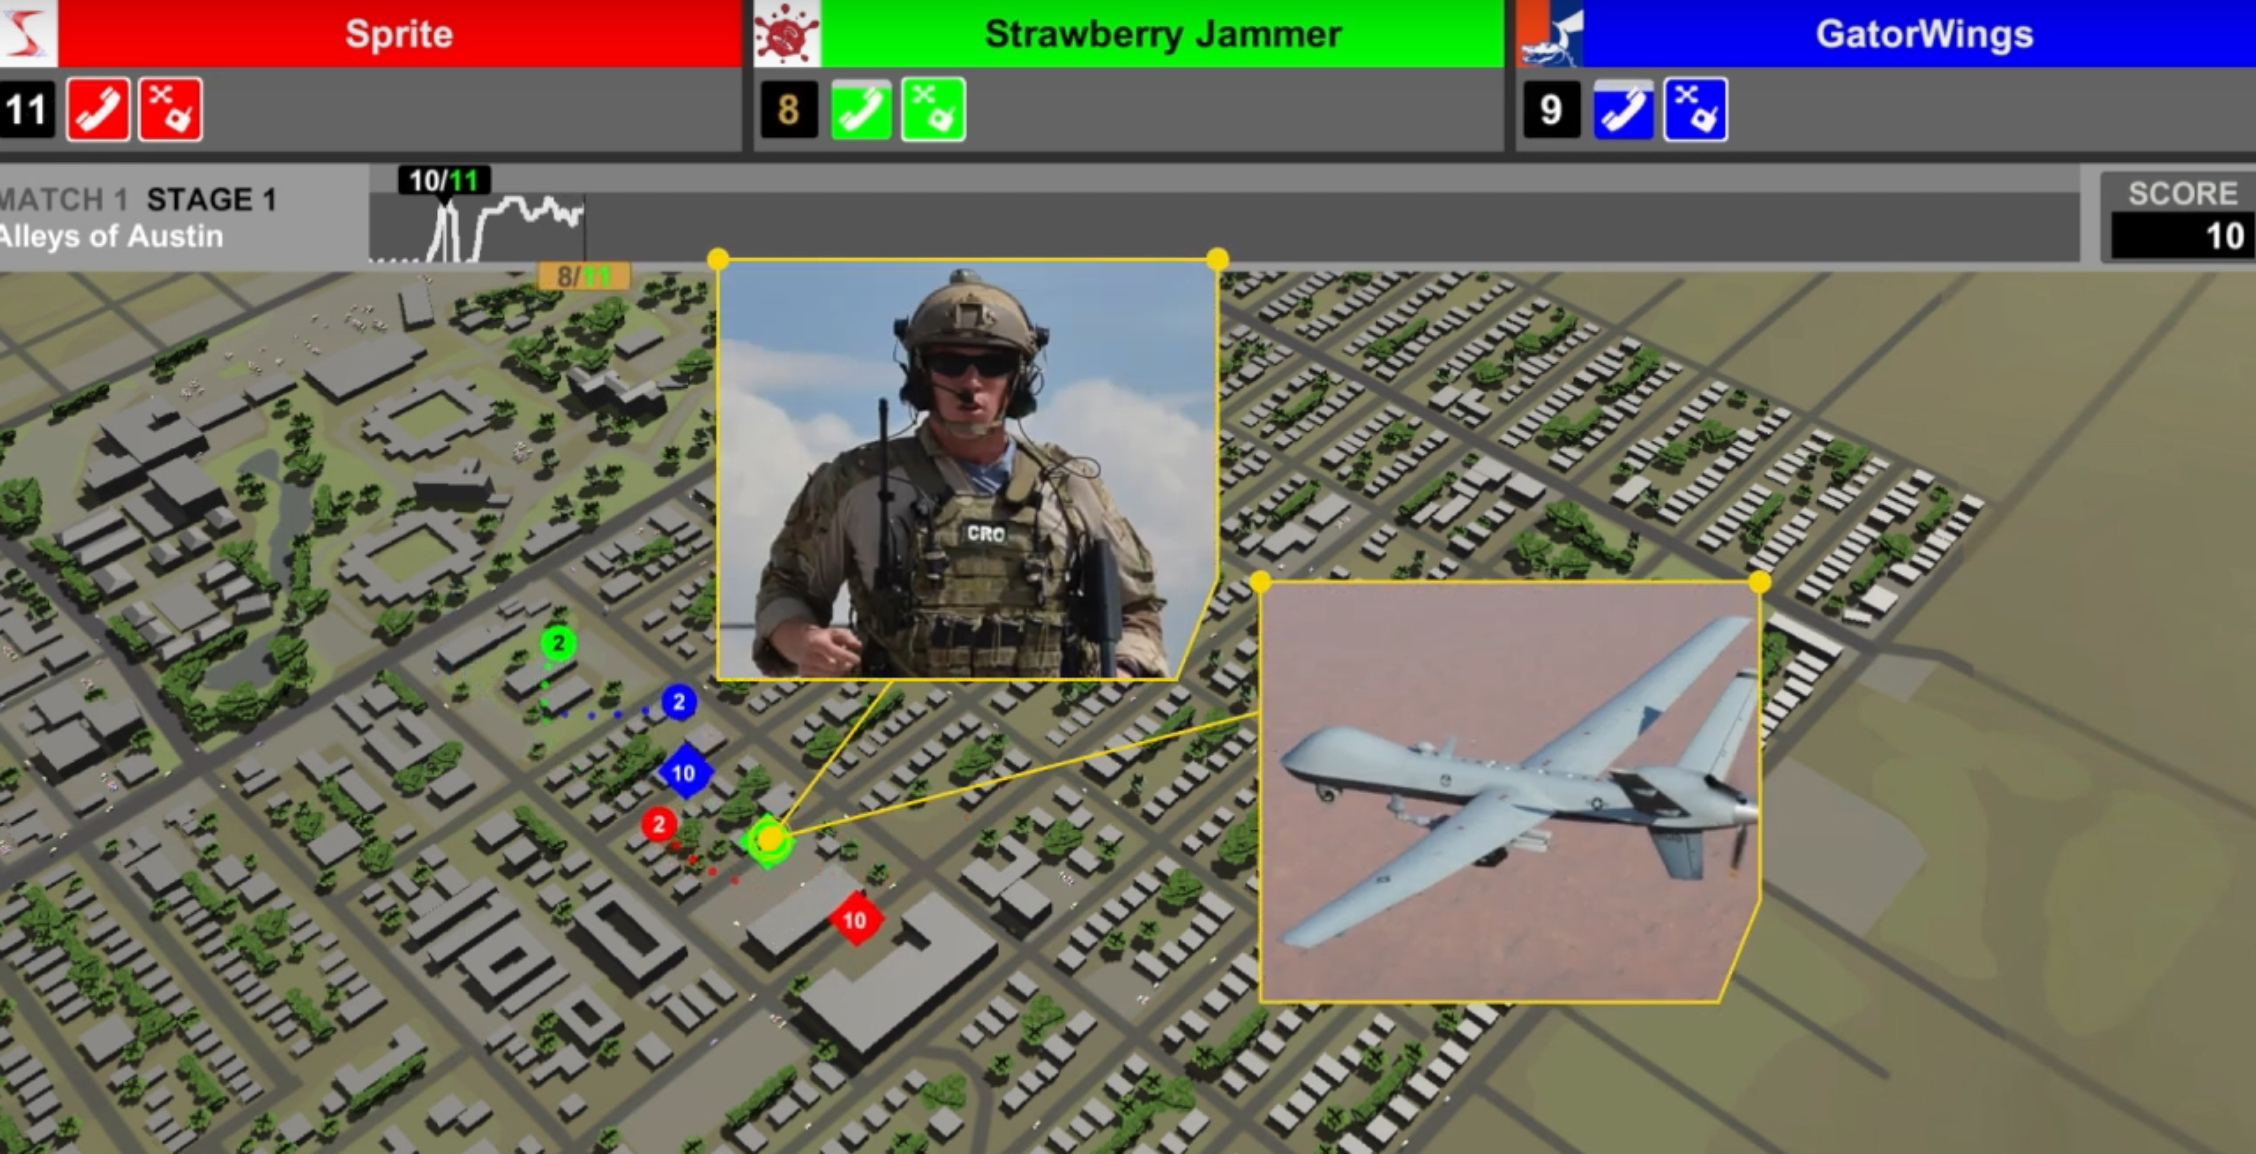 Sprite
Strawberry Jammer
GatorWings
11
8
9
10/11
MATCH 1 STAGE 1
SCORE
Alleys of Austin
10
8/11
CRO
2
2
10
2
10